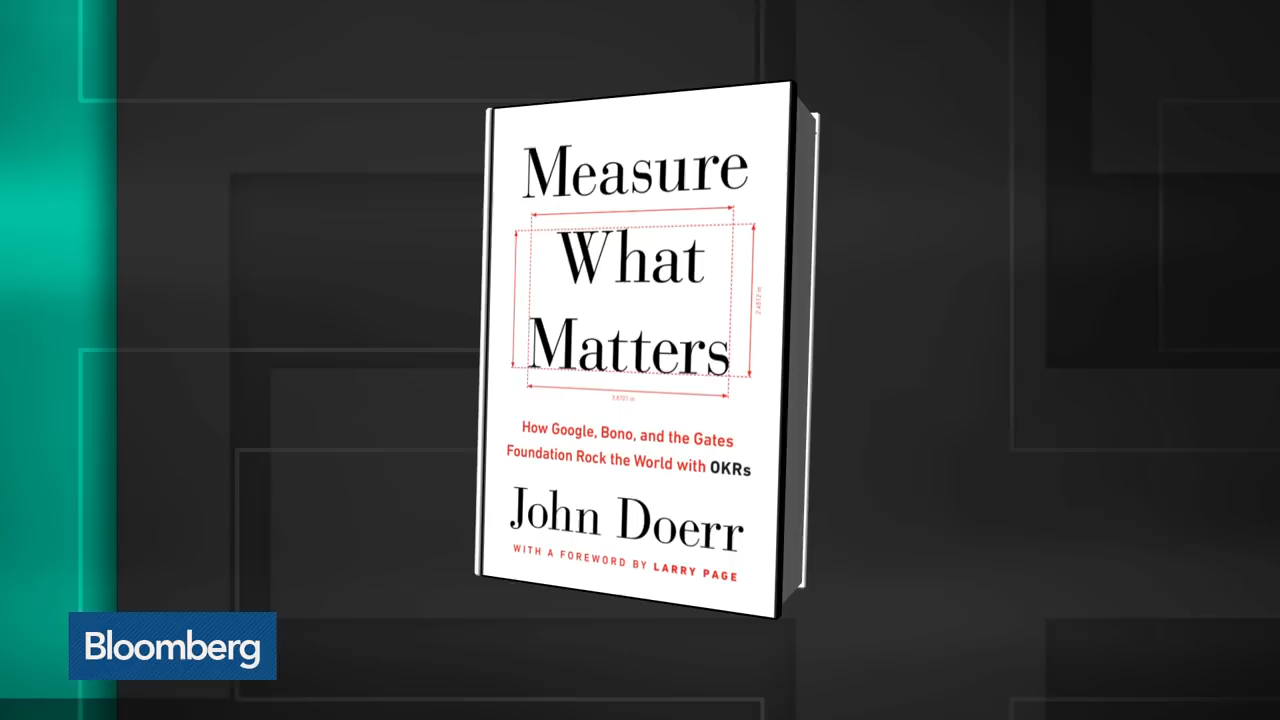 Measure
What
Matters
How Google, Bono, and the Gates
Foundation Rock the World with OKRs
John Doerr
WITH A FOREWORD BY LARRY PAGE
Bloomberg